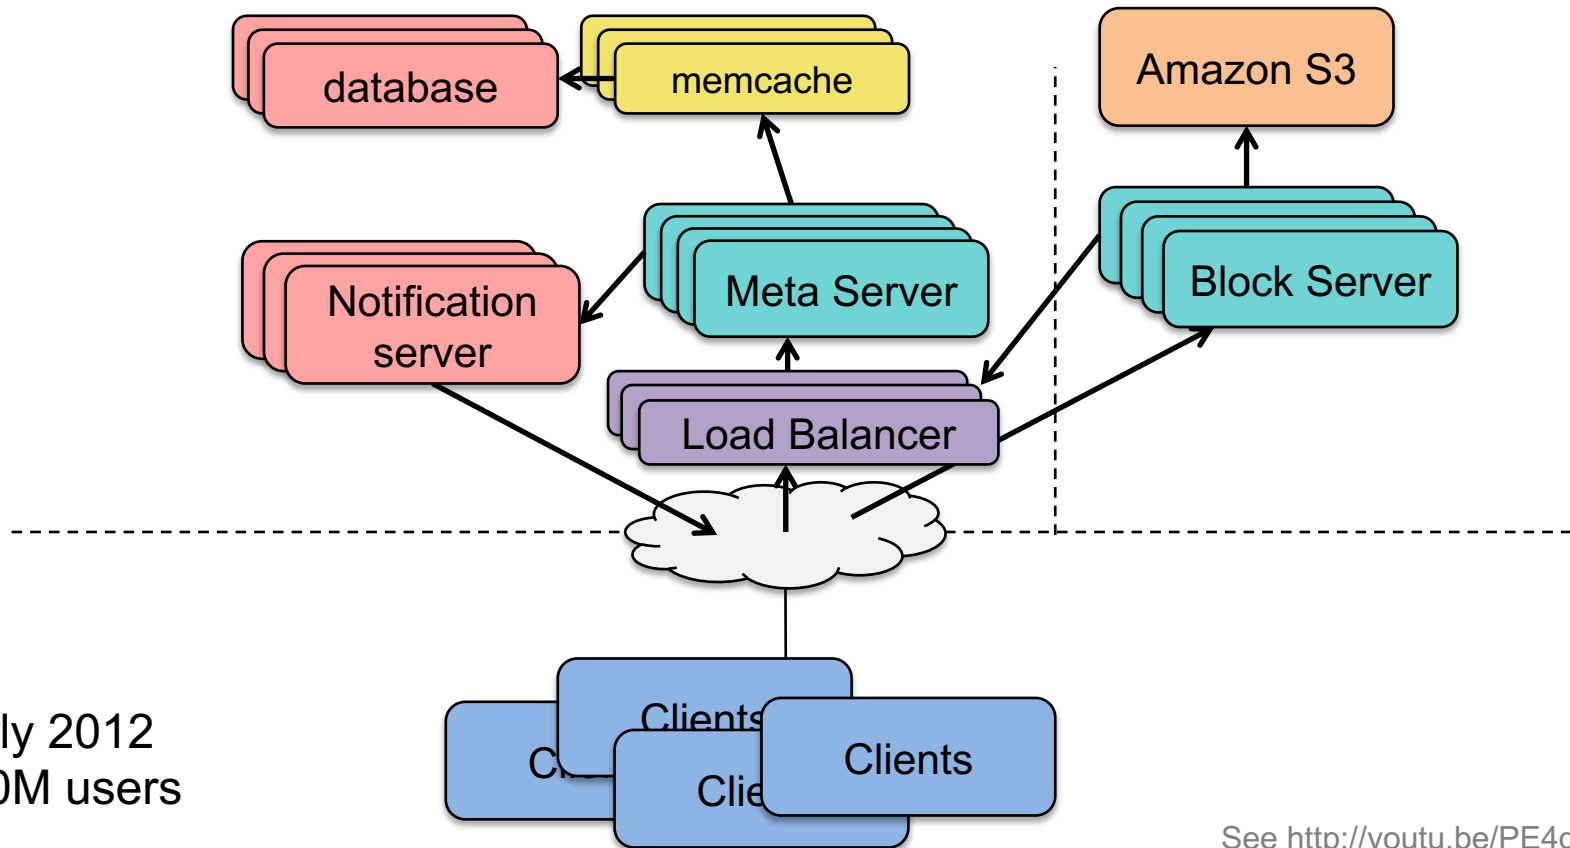 database
memcache
Amazon S3
Notification
server
Meta Server
Block Server
Load Balancer
Clients
Clients
ly 2012
0M users
See http://youtu.be/PE4